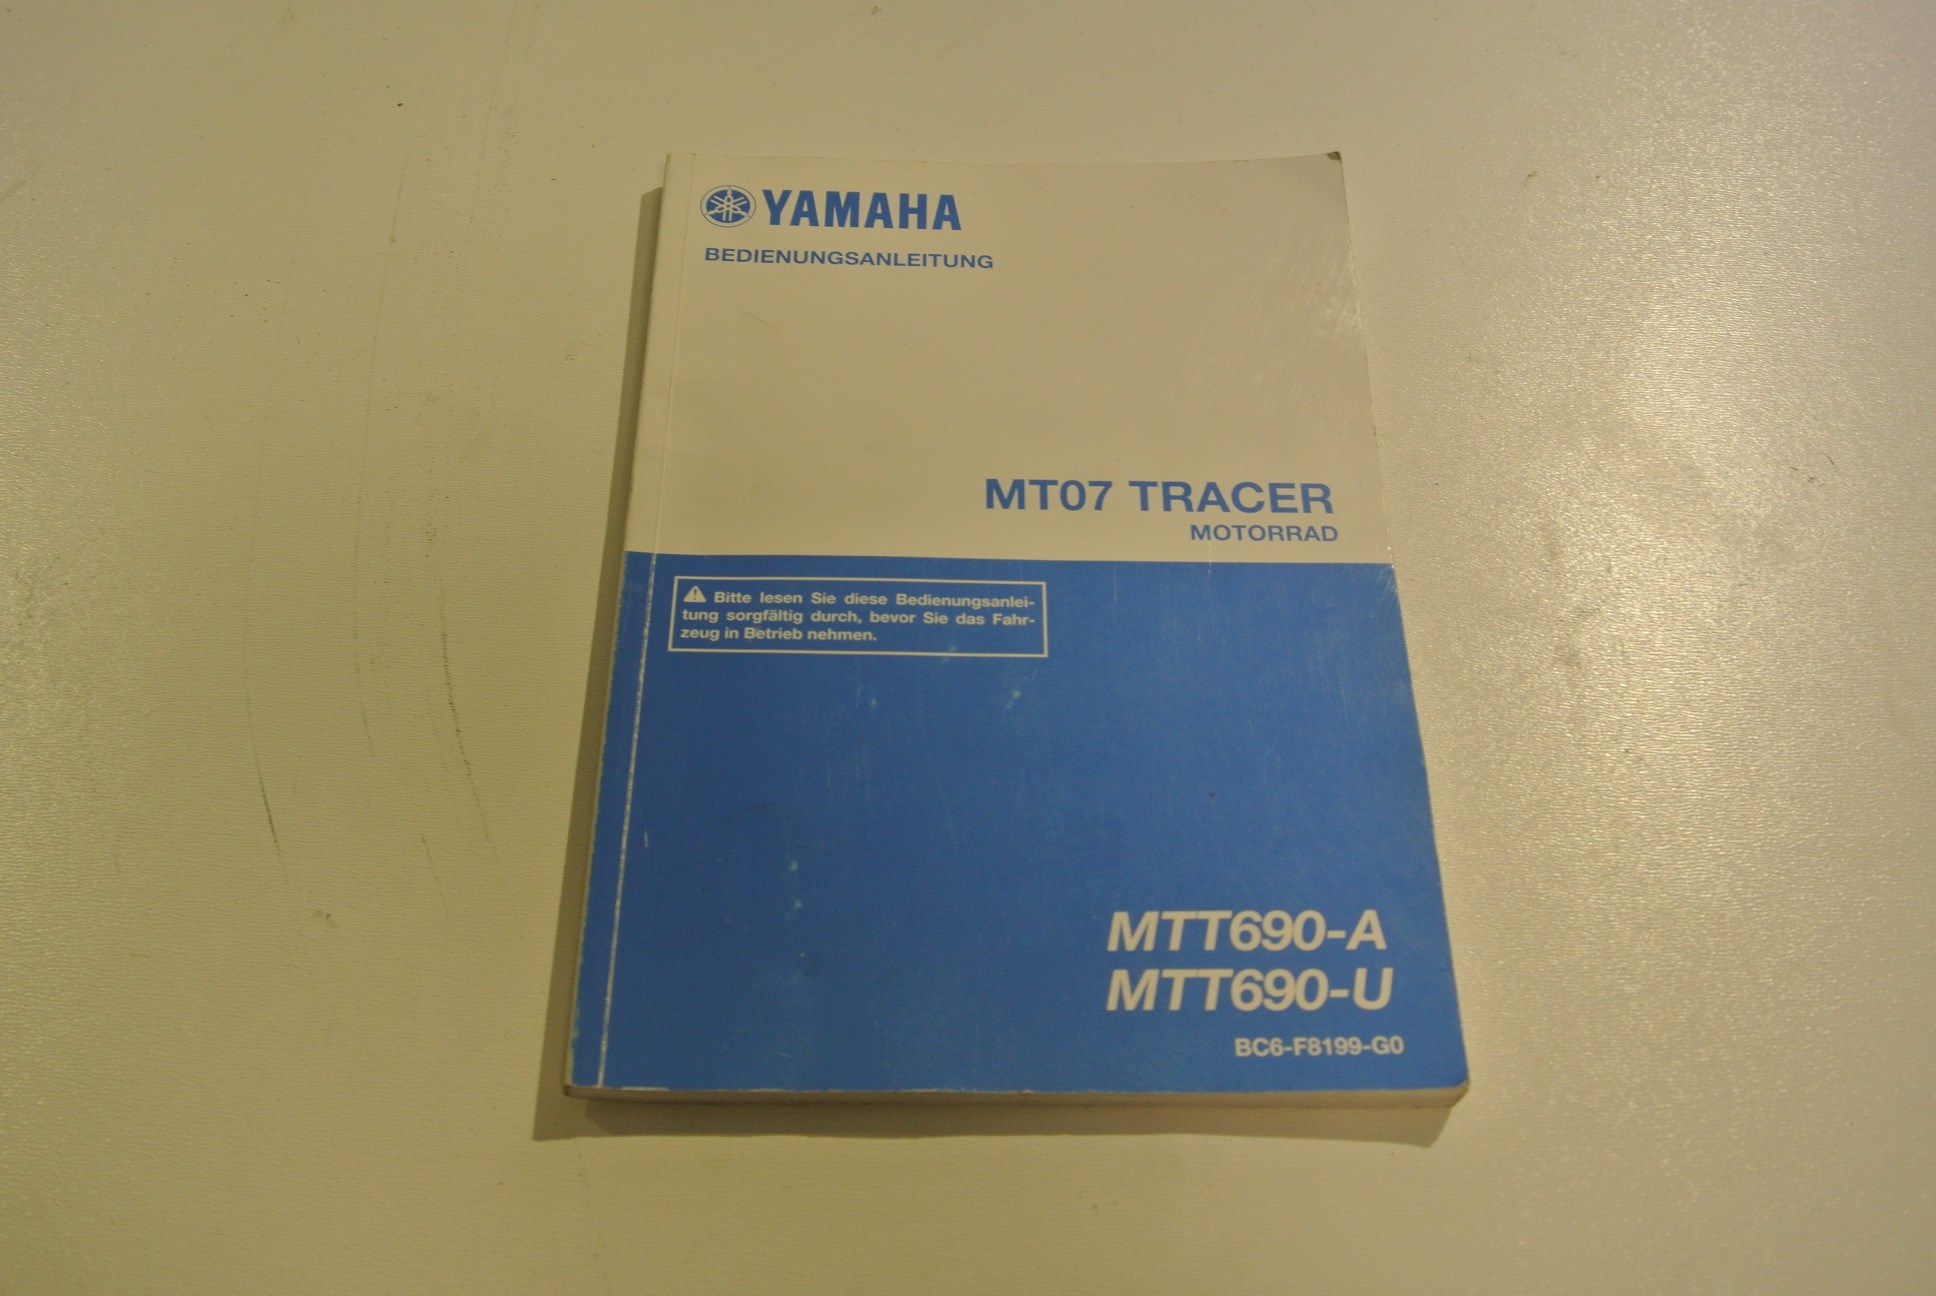 YAMAHA
BEDIENUNGSANLEITUNG
MT07 TRACER
MOTORRAD
Bitte lesen Sie diese Bedienungsanlei-
tung sorgfältig durch, bevor Sie das Fahr-
zeug in Betrieb nehmen.
MTT690-A
MTT690-U
BC6-F8199-G0